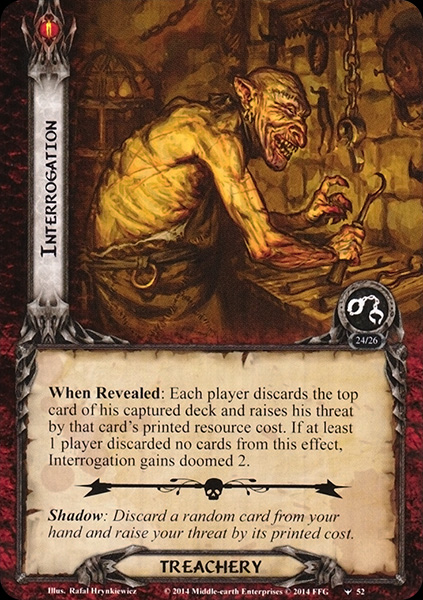 INTERROGATION
24/26
When Revealed: Each player discards the top
card of his captured deck and raises his threat
by that card's printed resource cost. If at least
1 player discarded no cards from this effect,
Interrogation gains doomed 2.
Shadow: Discard a random card from your
hand and raise your threat by its printed cost.
TREACHERY
Illus. Rafał Hrynkiewicz © 2014 Middle-earth Enterprises © 2014 FFG 52